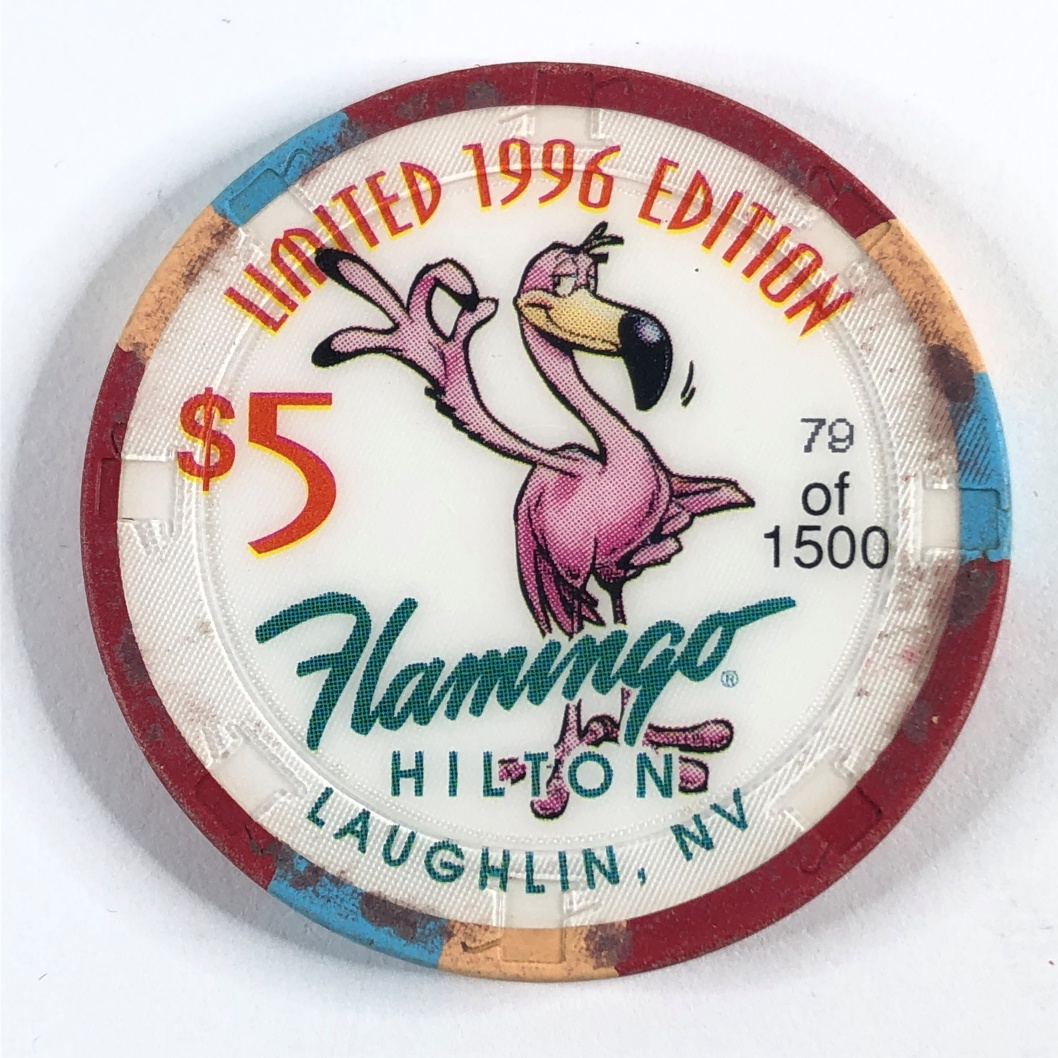 LIMITED 1996 EDITION
$5
79
of
1500
Flamingo®
HILTON
LAUGHLIN, NV